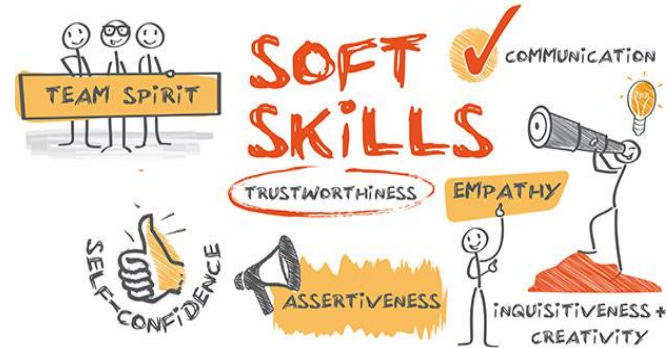 TEAM SPiRiT
SOFT
SKiLLS
COMMUNiCATiON
TRUSTWORTHiNESS
EMPATHY
SELF-CONFiDENCE
ASSERTiVENESS
iNQUiSiTiVENESS +
CREATiViTY